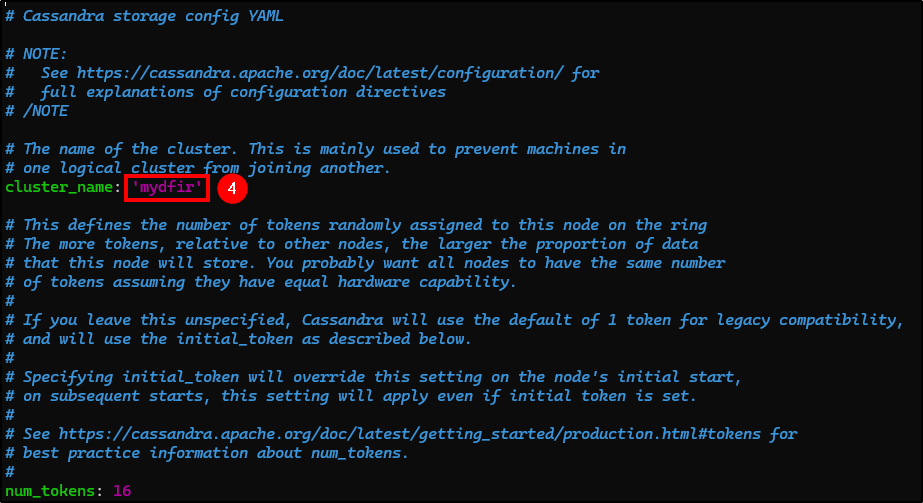 # Cassandra storage config YAML
# NOTE:
#   See https://cassandra.apache.org/doc/latest/configuration/ for
#   full explanations of configuration directives
# /NOTE
# The name of the cluster. This is mainly used to prevent machines in
# one logical cluster from joining another.
cluster_name: 'mydfir' 4
# This defines the number of tokens randomly assigned to this node on the ring
# The more tokens, relative to other nodes, the larger the proportion of data
# that this node will store. You probably want all nodes to have the same number
# of tokens assuming they have equal hardware capability.
#
# If you leave this unspecified, Cassandra will use the default of 1 token for legacy compatibility,
# and will use the initial_token as described below.
#
# Specifying initial_token will override this setting on the node's initial start,
# on subsequent starts, this setting will apply even if initial token is set.
#
# See https://cassandra.apache.org/doc/latest/getting_started/production.html#tokens for
# best practice information about num_tokens.
#
num_tokens: 16